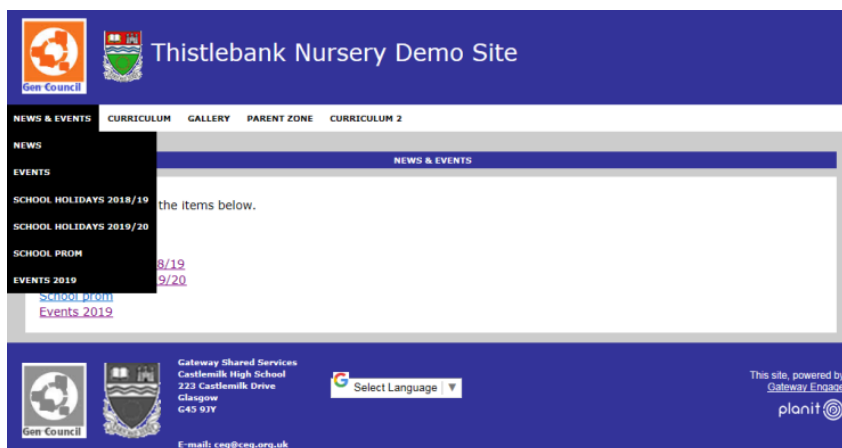 Gen Council
Thistlebank Nursery Demo Site
NEWS & EVENTS CURRICULUM GALLERY PARENT ZONE CURRICULUM 2
NEWS
EVENTS
SCHOOL HOLIDAYS 2018/19
SCHOOL HOLIDAYS 2019/20
SCHOOL PROM
EVENTS 2019
NEWS & EVENTS
the items below.
8/19
9/20
School prom
Events 2019
Gen Council
Gateway Shared Services
Castlemilk High School
223 Castlemilk Drive
Glasgow
G45 9JY
E-mail: ceg@ceg.org.uk
Select Language ▼
This site, powered by
Gateway Engage
planit